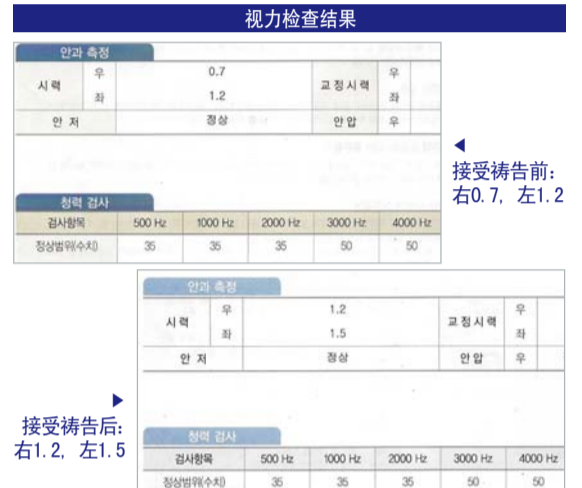 视力检查结果
안과 측정
시 력 우 0.7 교 정 시 력 우
좌 1.2 좌
안 저 정상 안 압 우
청력 검사
검사항목 500 Hz 1000 Hz 2000 Hz 3000 Hz 4000 Hz
정상범위(수치) 35 35 35 50 50
◀
接受祷告前:
右0.7, 左1.2
안과 측정
시 력 우 1.2 교 정 시 력 우
좌 1.5 좌
안 저 정상 안 압 우
청력 검사
검사항목 500 Hz 1000 Hz 2000 Hz 3000 Hz 4000 Hz
정상범위(수치) 35 35 35 50 50
▶
接受祷告后:
右1.2, 左1.5